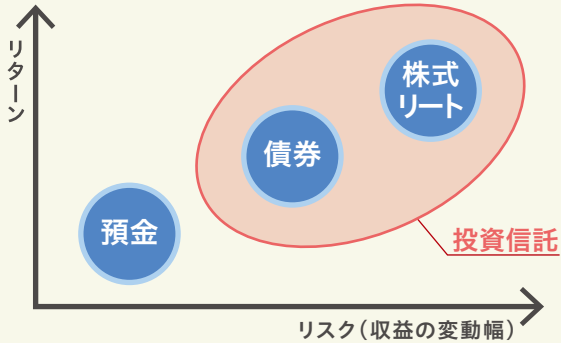 リターン
株式
リート
債券
預金
投資信託
リスク（収益の変動幅）